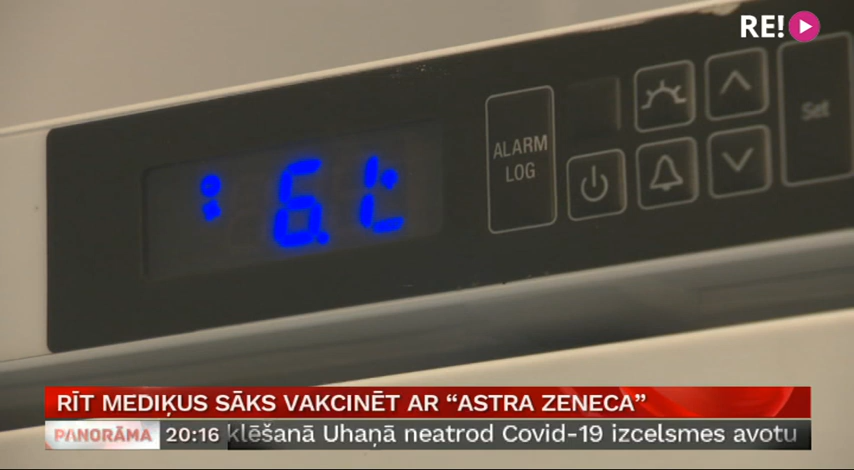 RE!
ALARM
LOG
Set
6.1c
RĪT MEDIĶUS SĀKS VAKCINĒT AR “ASTRA ZENECA”
PANORĀMA 20:16 klēšanā Uhaņā neatrod Covid-19 izcelsmes avotu